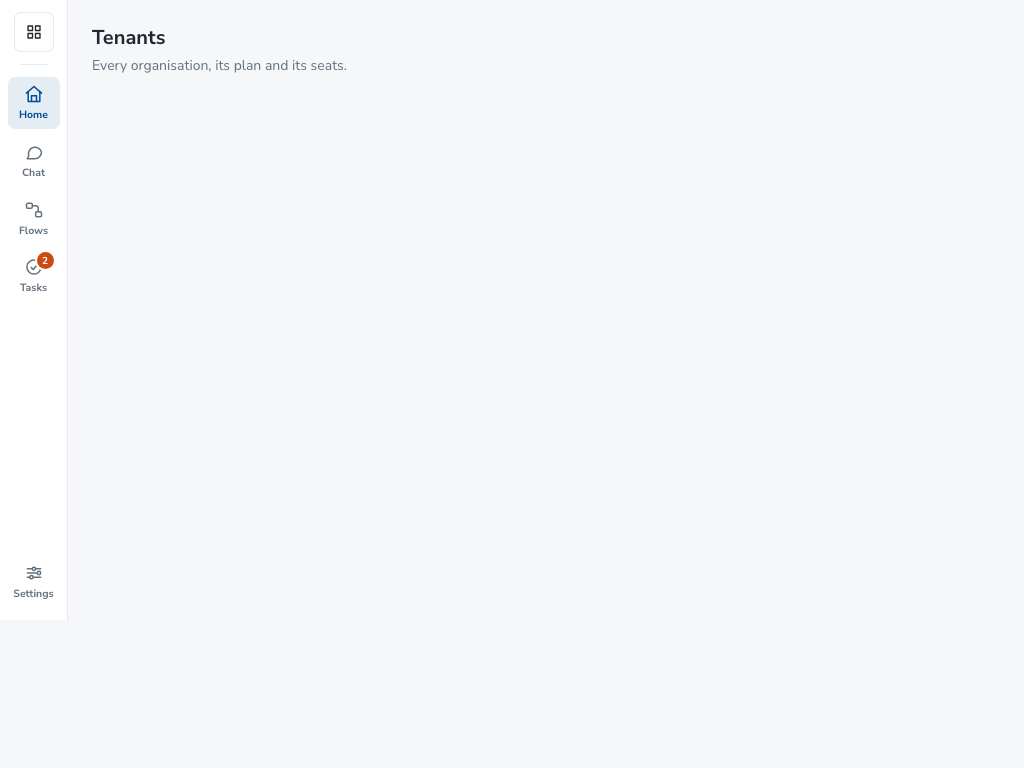 Tenants
Every organisation, its plan and its seats.
Home
Chat
Flows
2
Tasks
Settings